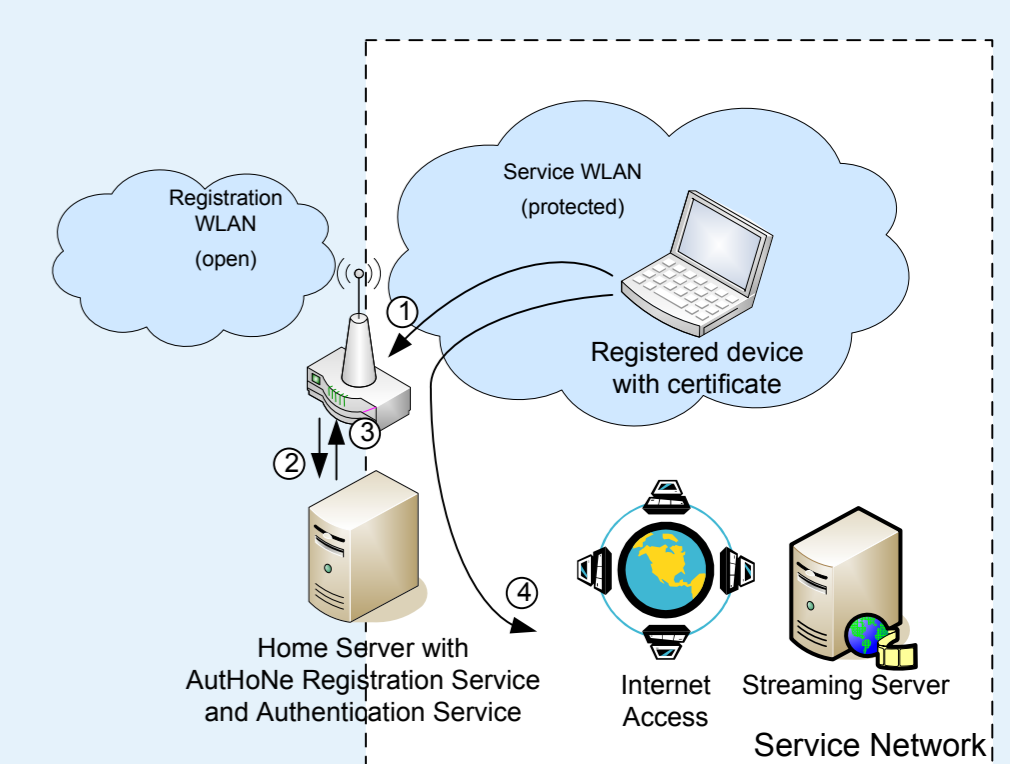 Registration
WLAN
(open)
Service WLAN
(protected)
1
Registered device
with certificate
3
2
4
Home Server with
AutHoNe Registration Service
and Authentication Service
Internet
Access
Streaming Server
Service Network